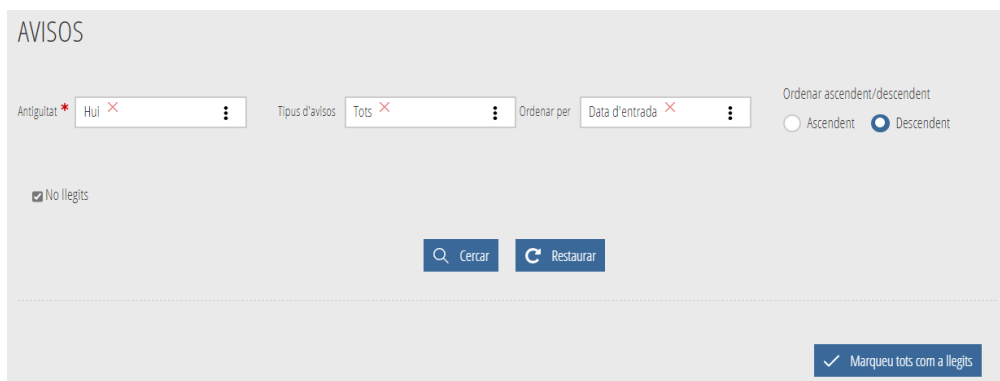 AVISOS
Ordenar ascendent/descendent
Antiguitat * Hui Tipus d'avisos Tots Ordenar per Data d'entrada Ascendent Descendent
No llegits
Cercar Restaurar
Marqueu tots com a llegits